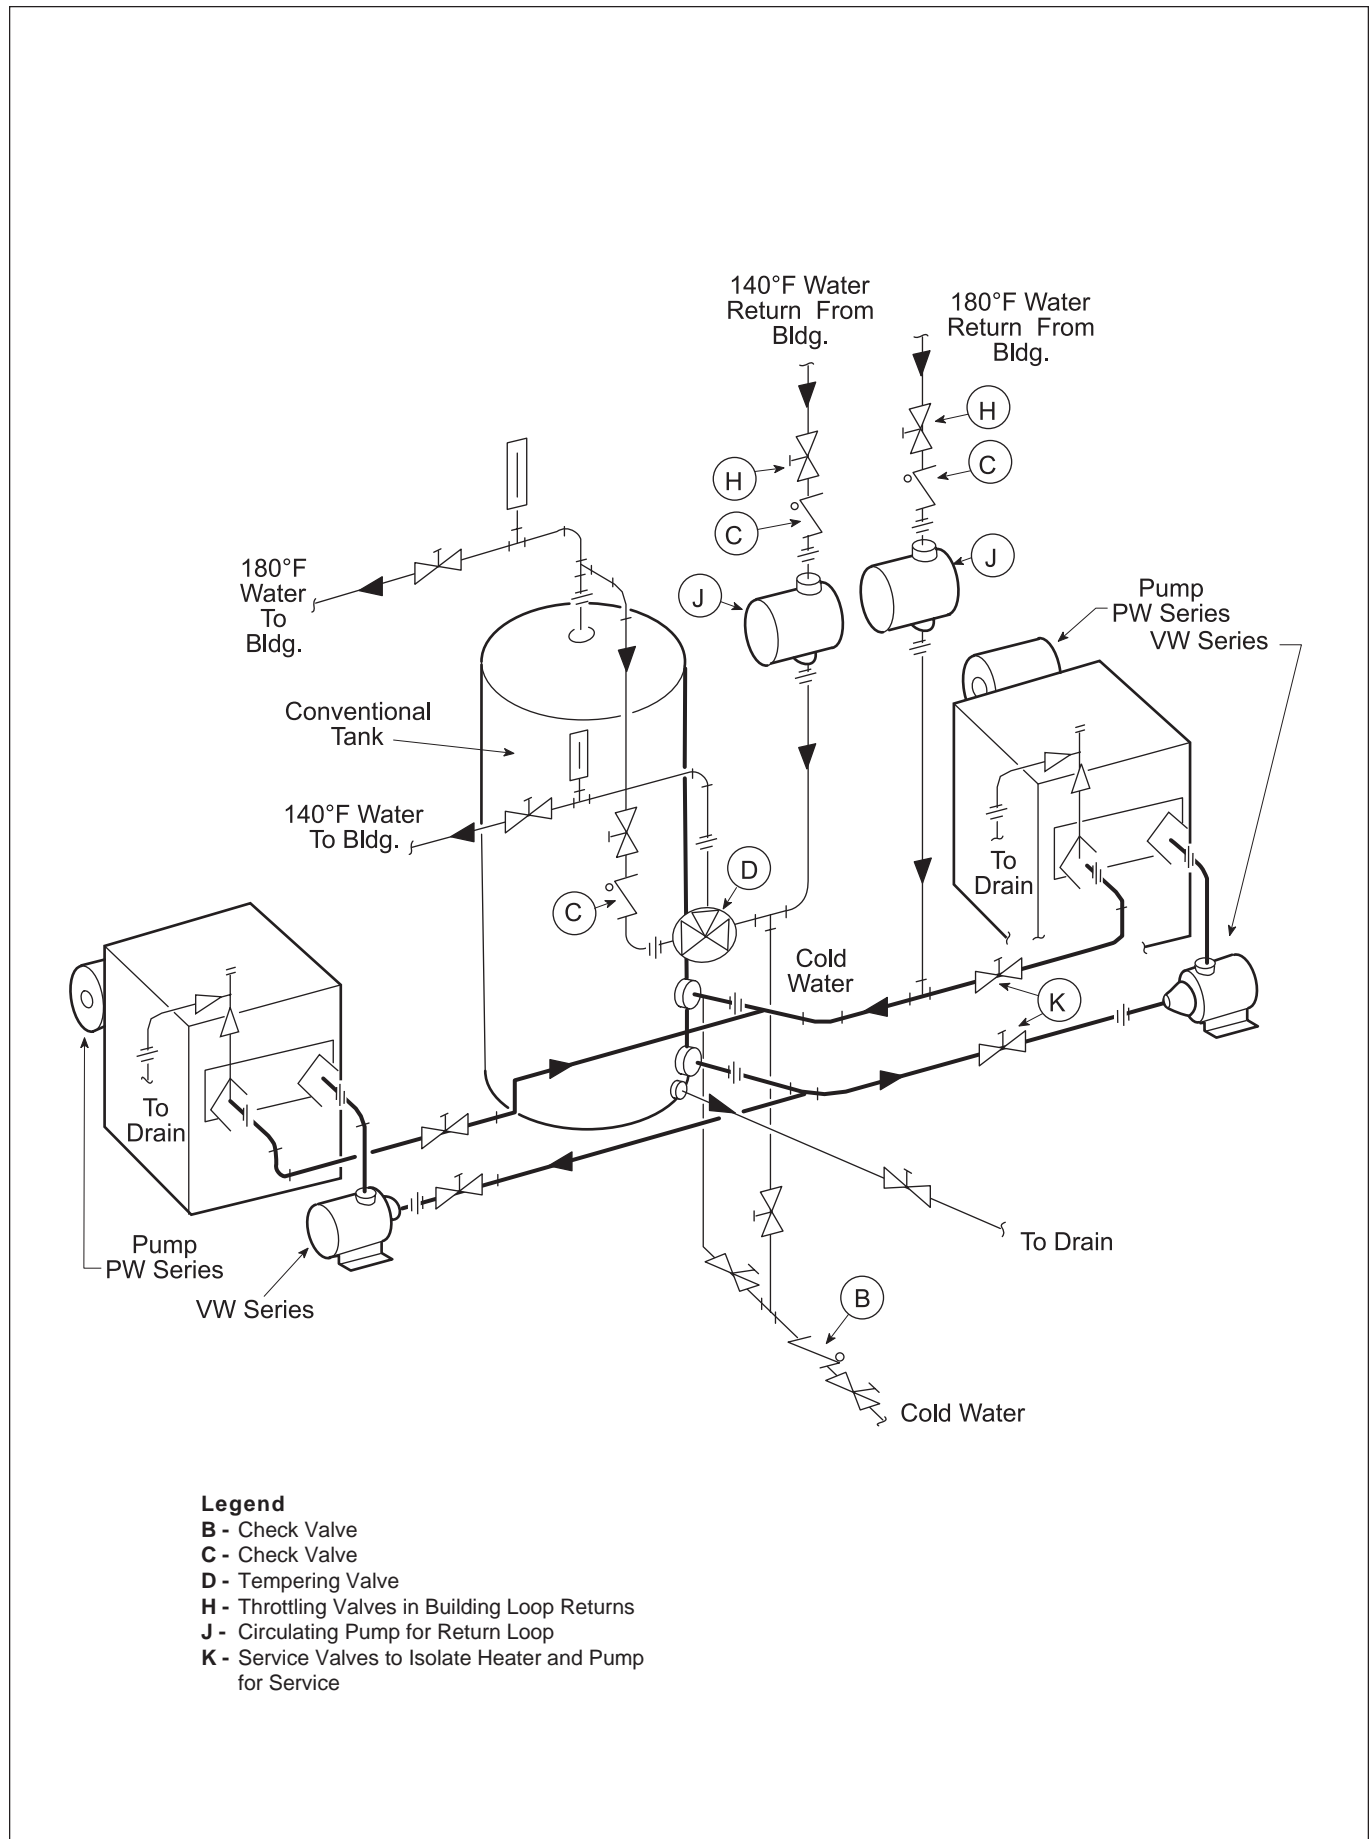 140°F Water
Return From
Bldg.
180°F Water
Return From
Bldg.
H
C
H
C
J
J
180°F
Water
To
Bldg.
Pump
PW Series
VW Series
Conventional
Tank
140°F Water
To Bldg.
To
Drain
D
C
Cold
Water
K
To
Drain
To Drain
Pump
PW Series
VW Series
B
Cold Water
Legend
B - Check Valve
C - Check Valve
D - Tempering Valve
H - Throttling Valves in Building Loop Returns
J - Circulating Pump for Return Loop
K - Service Valves to Isolate Heater and Pump
for Service